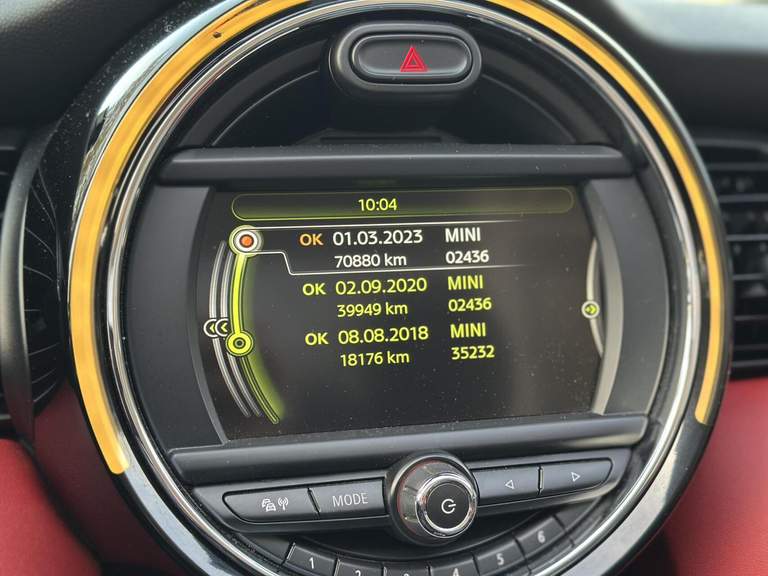 10:04
OK 01.03.2023 MINI
70880 km 02436
OK 02.09.2020 MINI
39949 km 02436
OK 08.08.2018 MINI
18176 km 35232
MODE
1 2 3 4 5 6